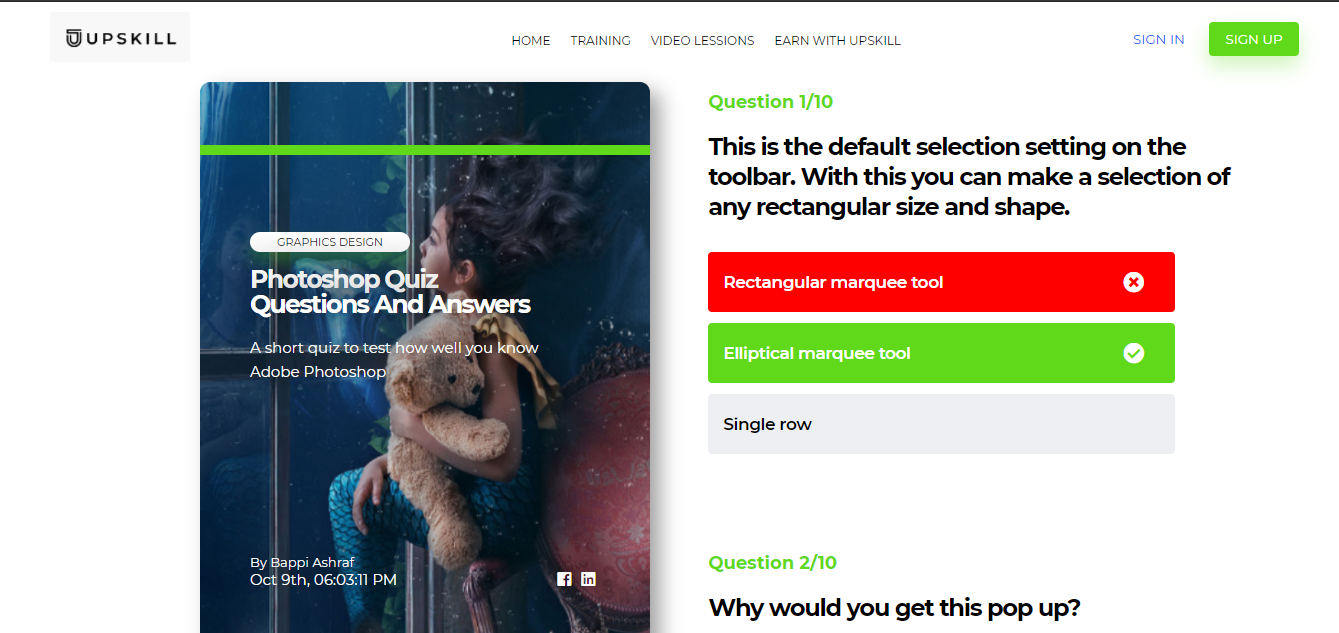 UPSKILL
HOME TRAINING VIDEO LESSIONS EARN WITH UPSKILL
SIGN IN SIGN UP
GRAPHICS DESIGN
Photoshop Quiz
Questions And Answers
A short quiz to test how well you know
Adobe Photoshop
By Bappi Ashraf
Oct 9th, 06:03:11 PM
Question 1/10
This is the default selection setting on the
toolbar. With this you can make a selection of
any rectangular size and shape.
Rectangular marquee tool
Elliptical marquee tool
Single row
Question 2/10
Why would you get this pop up?